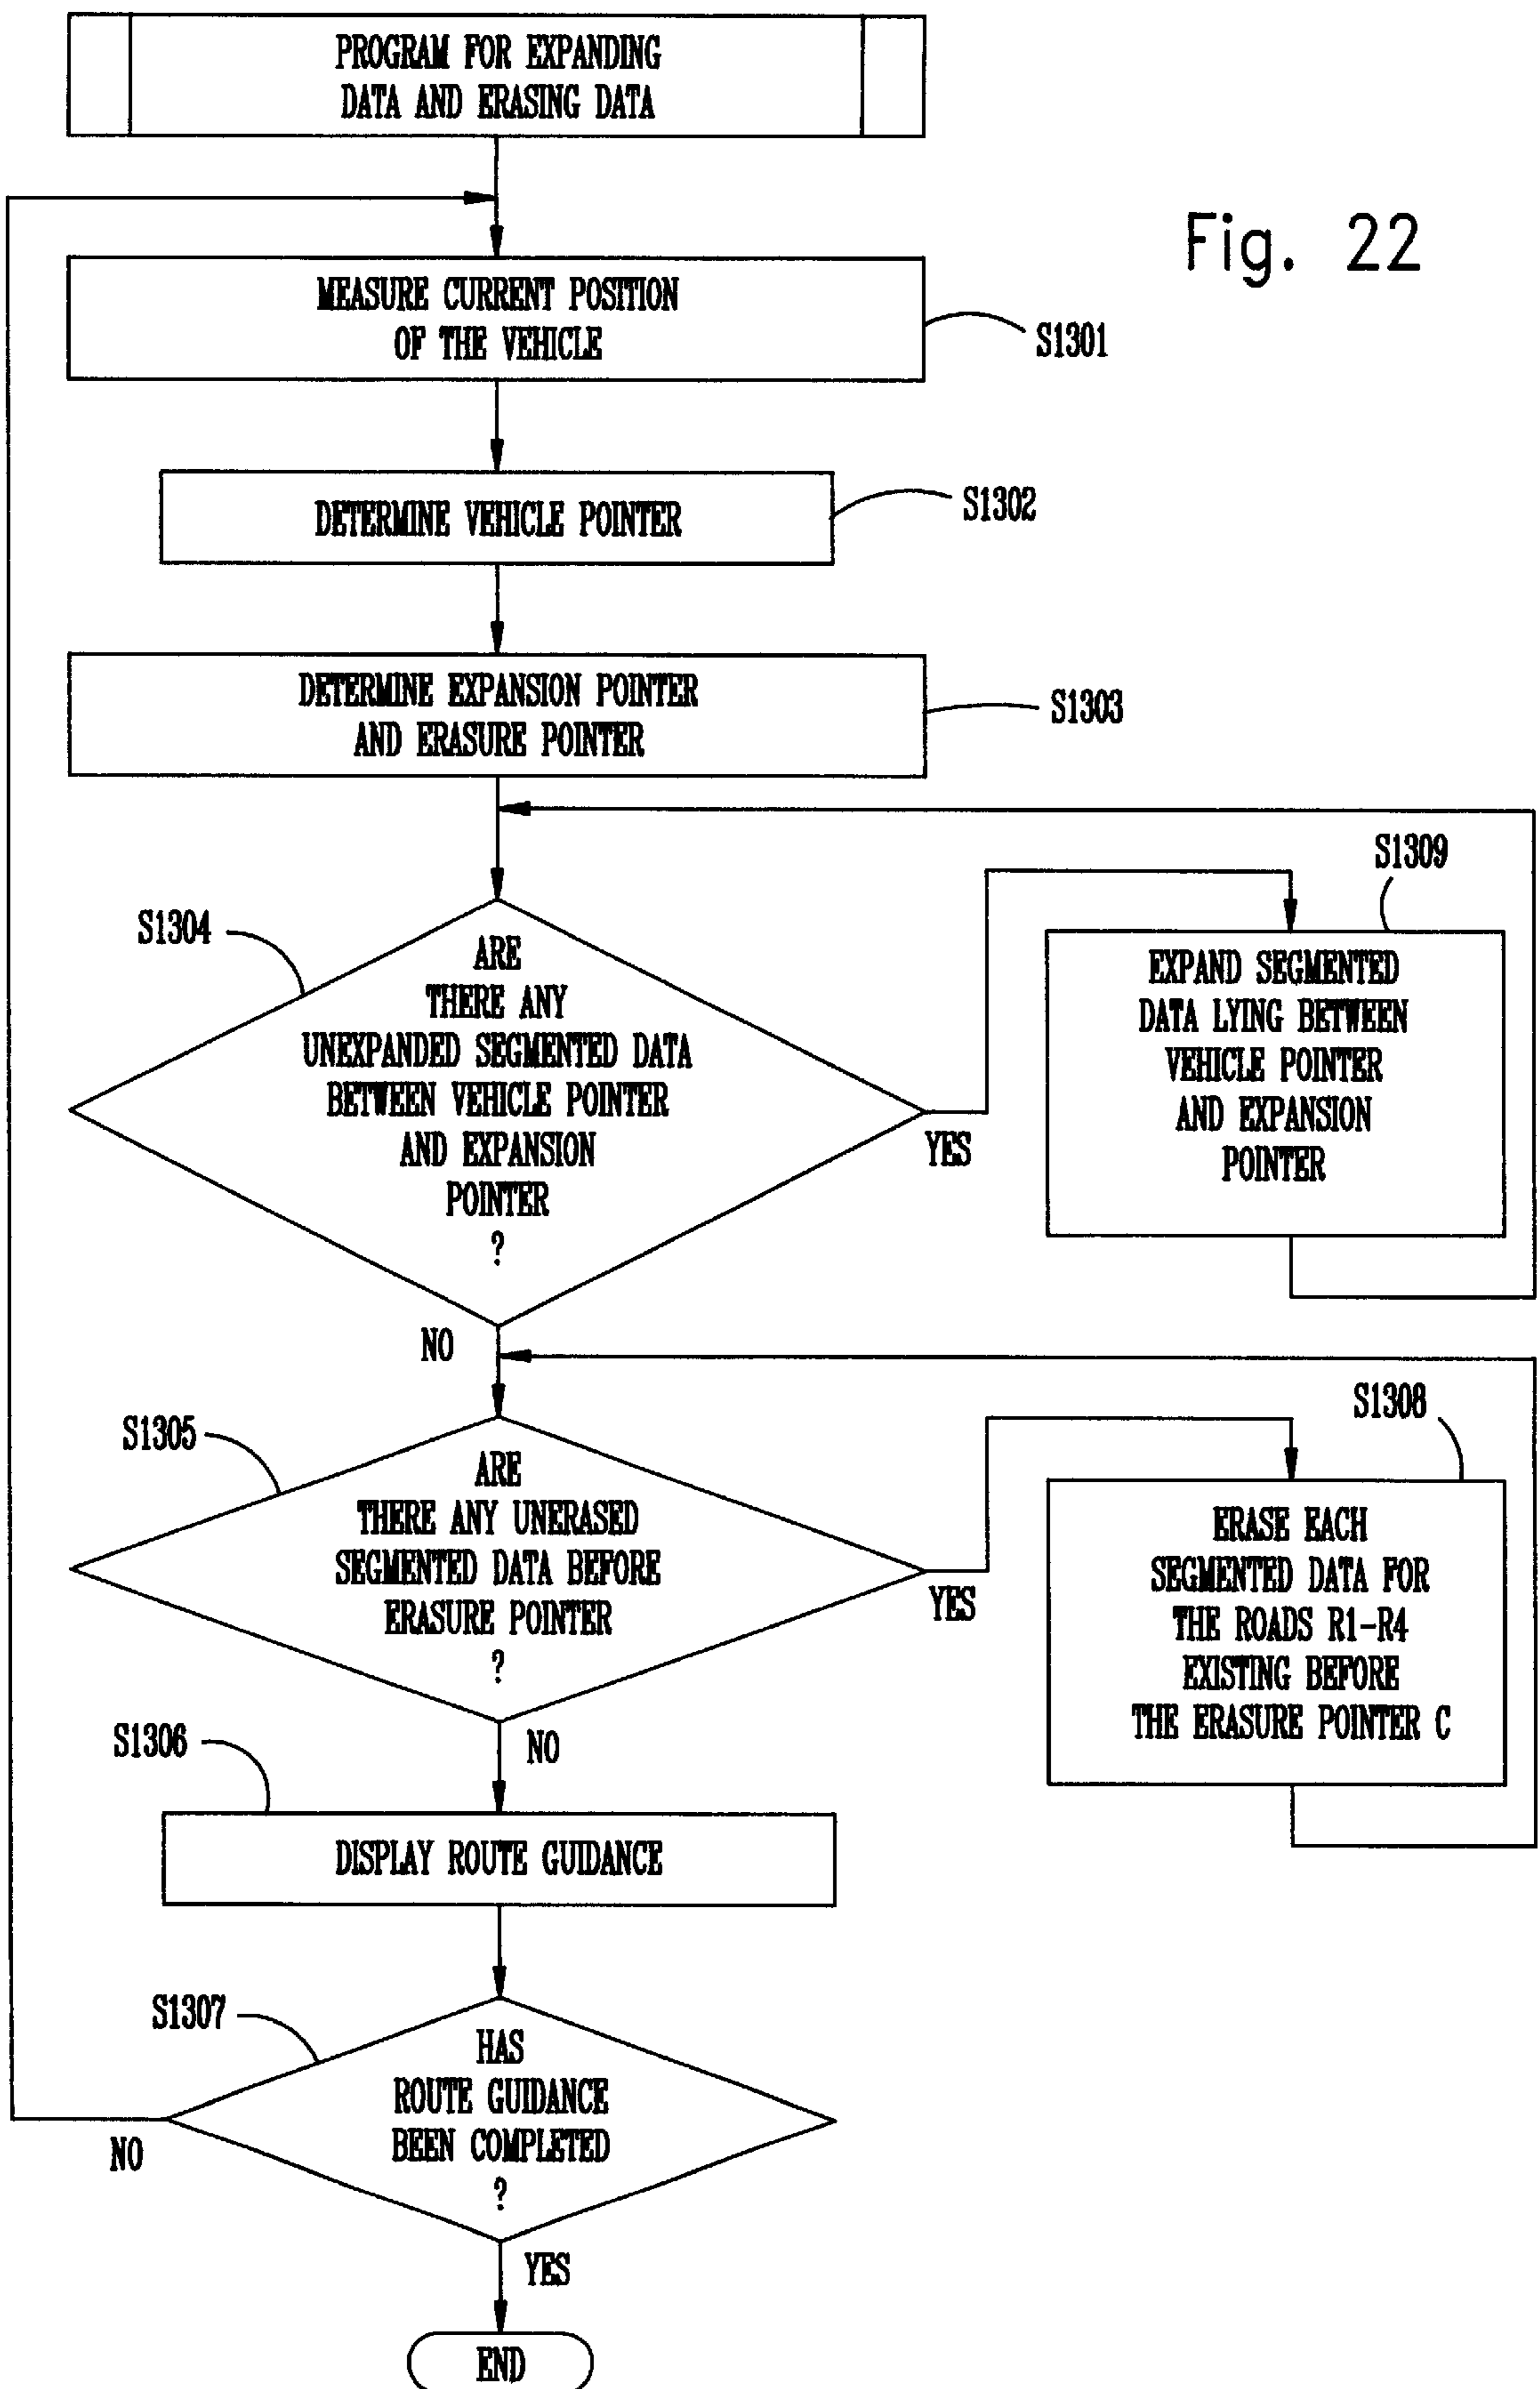 PROGRAM FOR EXPANDING
DATA AND ERASING DATA
Fig. 22
MEASURE CURRENT POSITION
OF THE VEHICLE
S1301
DETERMINE VEHICLE POINTER
S1302
DETERMINE EXPANSION POINTER
AND ERASURE POINTER
S1303
S1304
ARE
THERE ANY
UNEXPANDED SEGMENTED DATA
BETWEEN VEHICLE POINTER
AND EXPANSION
POINTER
?
YES
NO
S1309
EXPAND SEGMENTED
DATA LYING BETWEEN
VEHICLE POINTER
AND EXPANSION
POINTER
S1305
ARE
THERE ANY UNERASED
SEGMENTED DATA BEFORE
ERASURE POINTER
?
YES
NO
S1308
ERASE EACH
SEGMENTED DATA FOR
THE ROADS R1-R4
EXISTING BEFORE
THE ERASURE POINTER C
S1306
DISPLAY ROUTE GUIDANCE
S1307
HAS
ROUTE GUIDANCE
BEEN COMPLETED
?
NO
YES
END